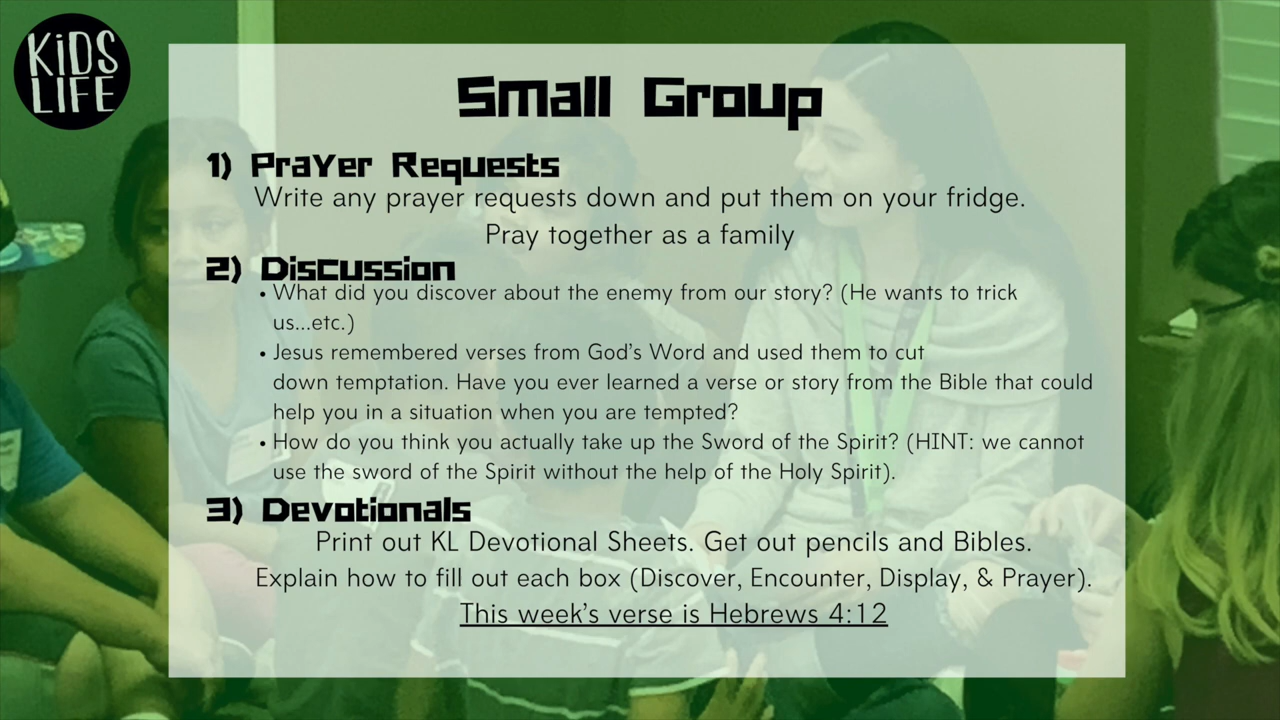 KiDS
LIFE
Small Group
1) Prayer Requests
Write any prayer requests down and put them on your fridge.
Pray together as a family
2) Discussion
• What did you discover about the enemy from our story? (He wants to trick
us...etc.)
• Jesus remembered verses from God's Word and used them to cut
down temptation. Have you ever learned a verse or story from the Bible that could
help you in a situation when you are tempted?
• How do you think you actually take up the Sword of the Spirit? (HINT: we cannot
use the sword of the Spirit without the help of the Holy Spirit).
3) Devotionals
Print out KL Devotional Sheets. Get out pencils and Bibles.
Explain how to fill out each box (Discover, Encounter, Display, & Prayer).
This week's verse is Hebrews 4:12